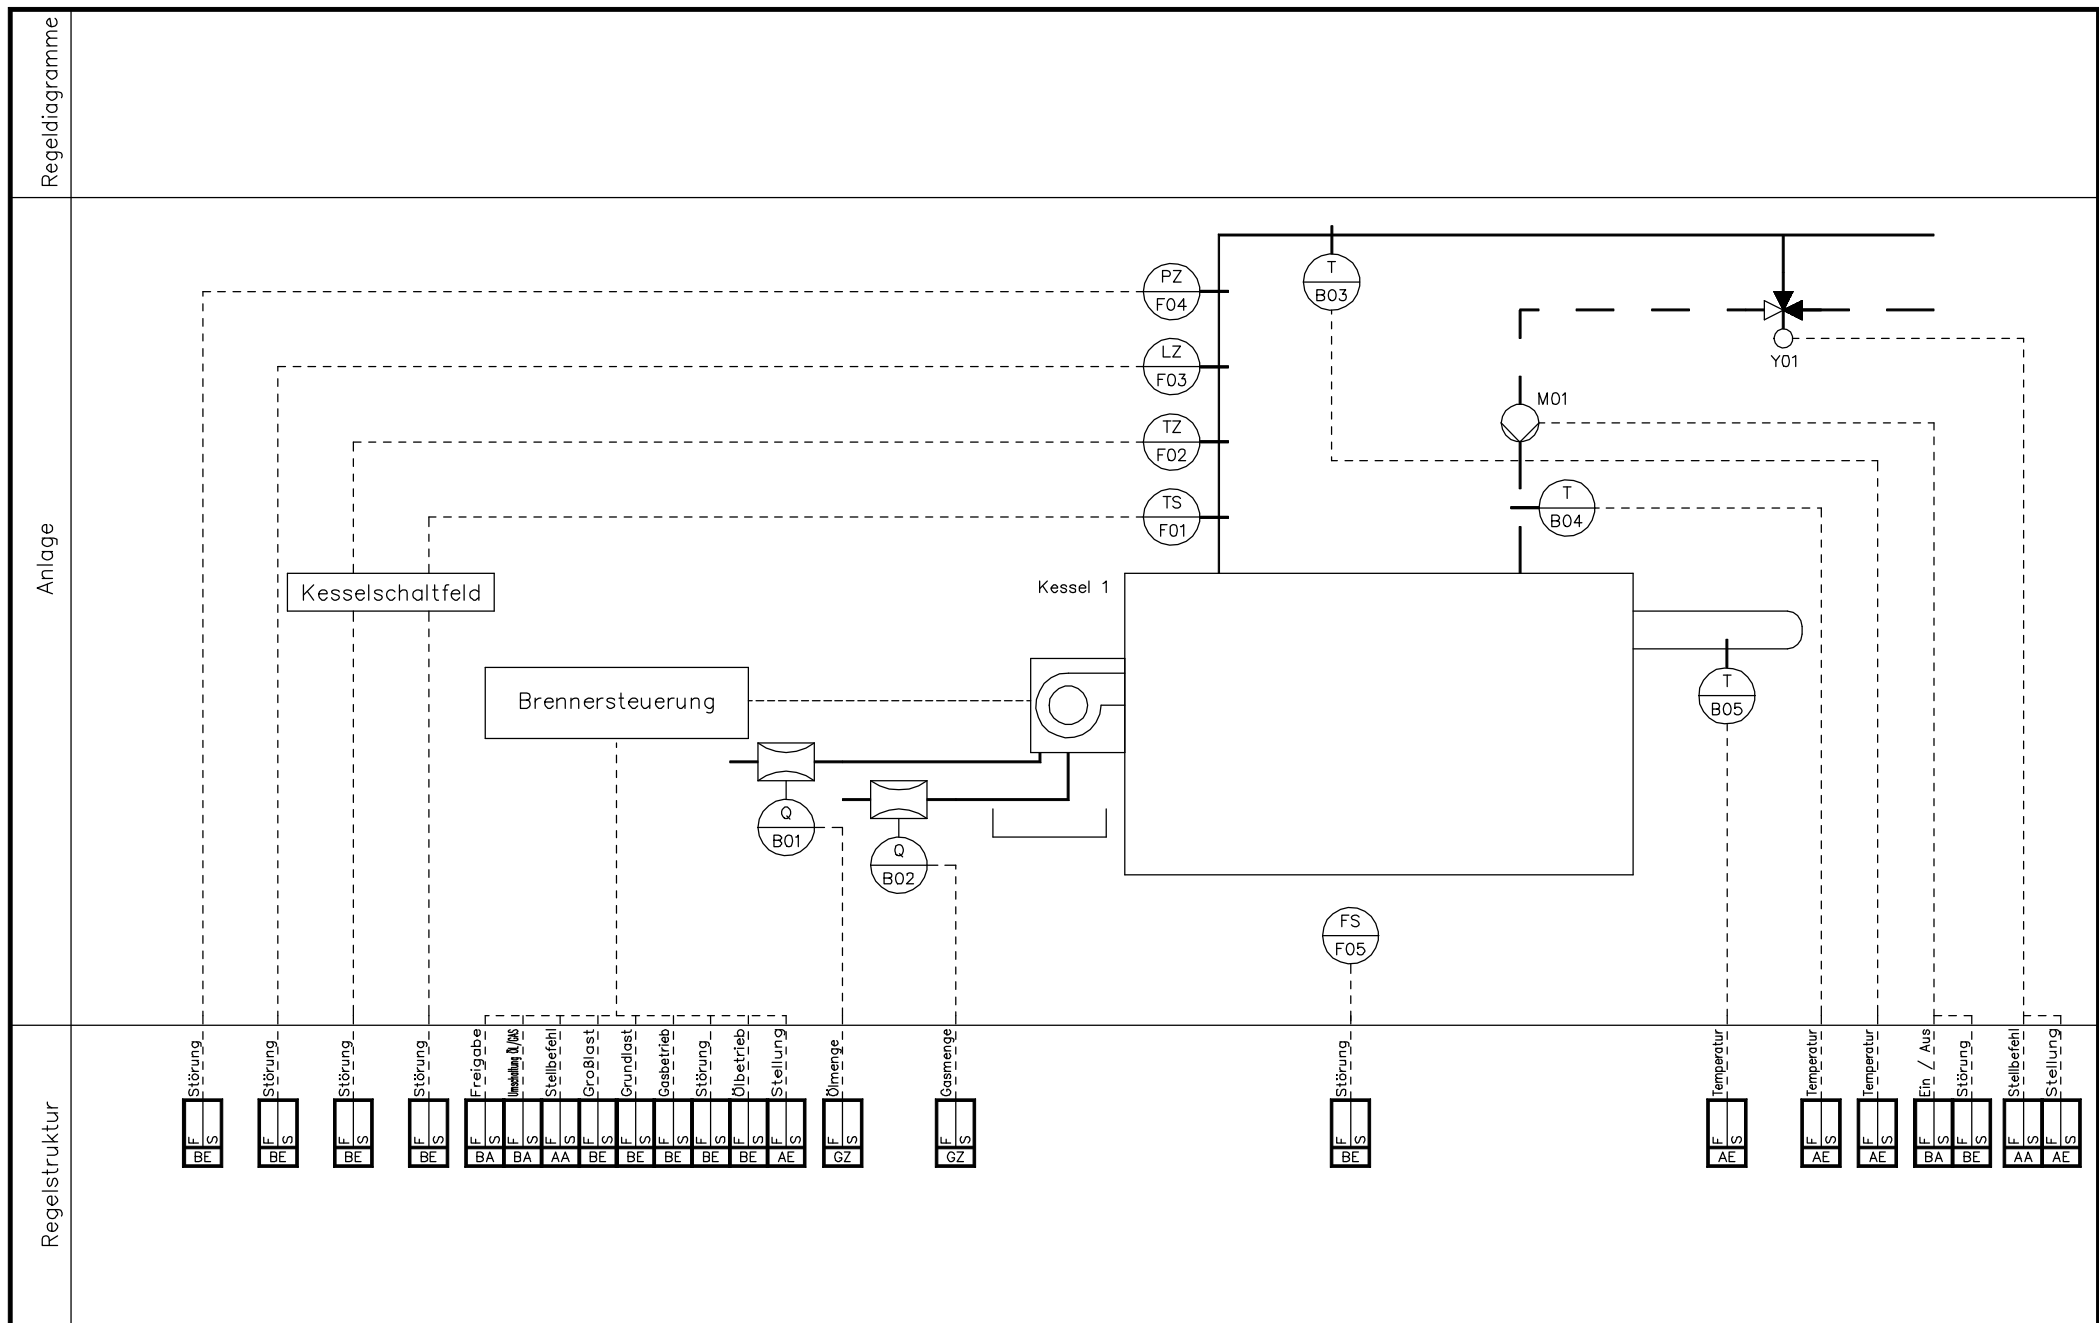 Regeldiagramme
Anlage
Regelstruktur
PZ
F04
T
B03
LZ
F03
Y01
TZ
F02
M01
TS
F01
T
B04
Kesselschaltfeld
Kessel 1
Brennersteuerung
T
B05
Q
B01
Q
B02
FS
F05
Störung
Störung
Störung
Störung
Freigabe
Umschaltung ÖL/GAS
Stellbefehl
Großlast
Grundlast
Gasbetrieb
Störung
Ölbetrieb
Stellung
Ölmenge
Gasmenge
Störung
Temperatur
Temperatur
Temperatur
Ein / Aus
Störung
Stellbefehl
Stellung
F S F S F S F S F S F S F S F S F S F S F S F S F S F S F S F S F S F S F S F S F S F S F S
BE BE BE BE BA BA AA BE BE BE BE BE AE GZ GZ BE AE AE AE BA BE AA AE